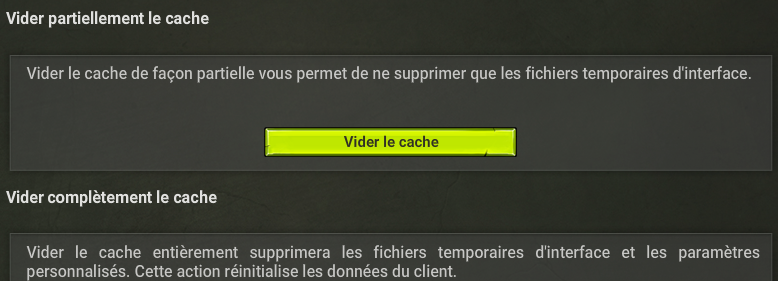 Vider partiellement le cache
Vider le cache de façon partielle vous permet de ne supprimer que les fichiers temporaires d'interface.
Vider le cache
Vider complètement le cache
Vider le cache entièrement supprimera les fichiers temporaires d'interface et les paramètres
personnalisés. Cette action réinitialise les données du client.